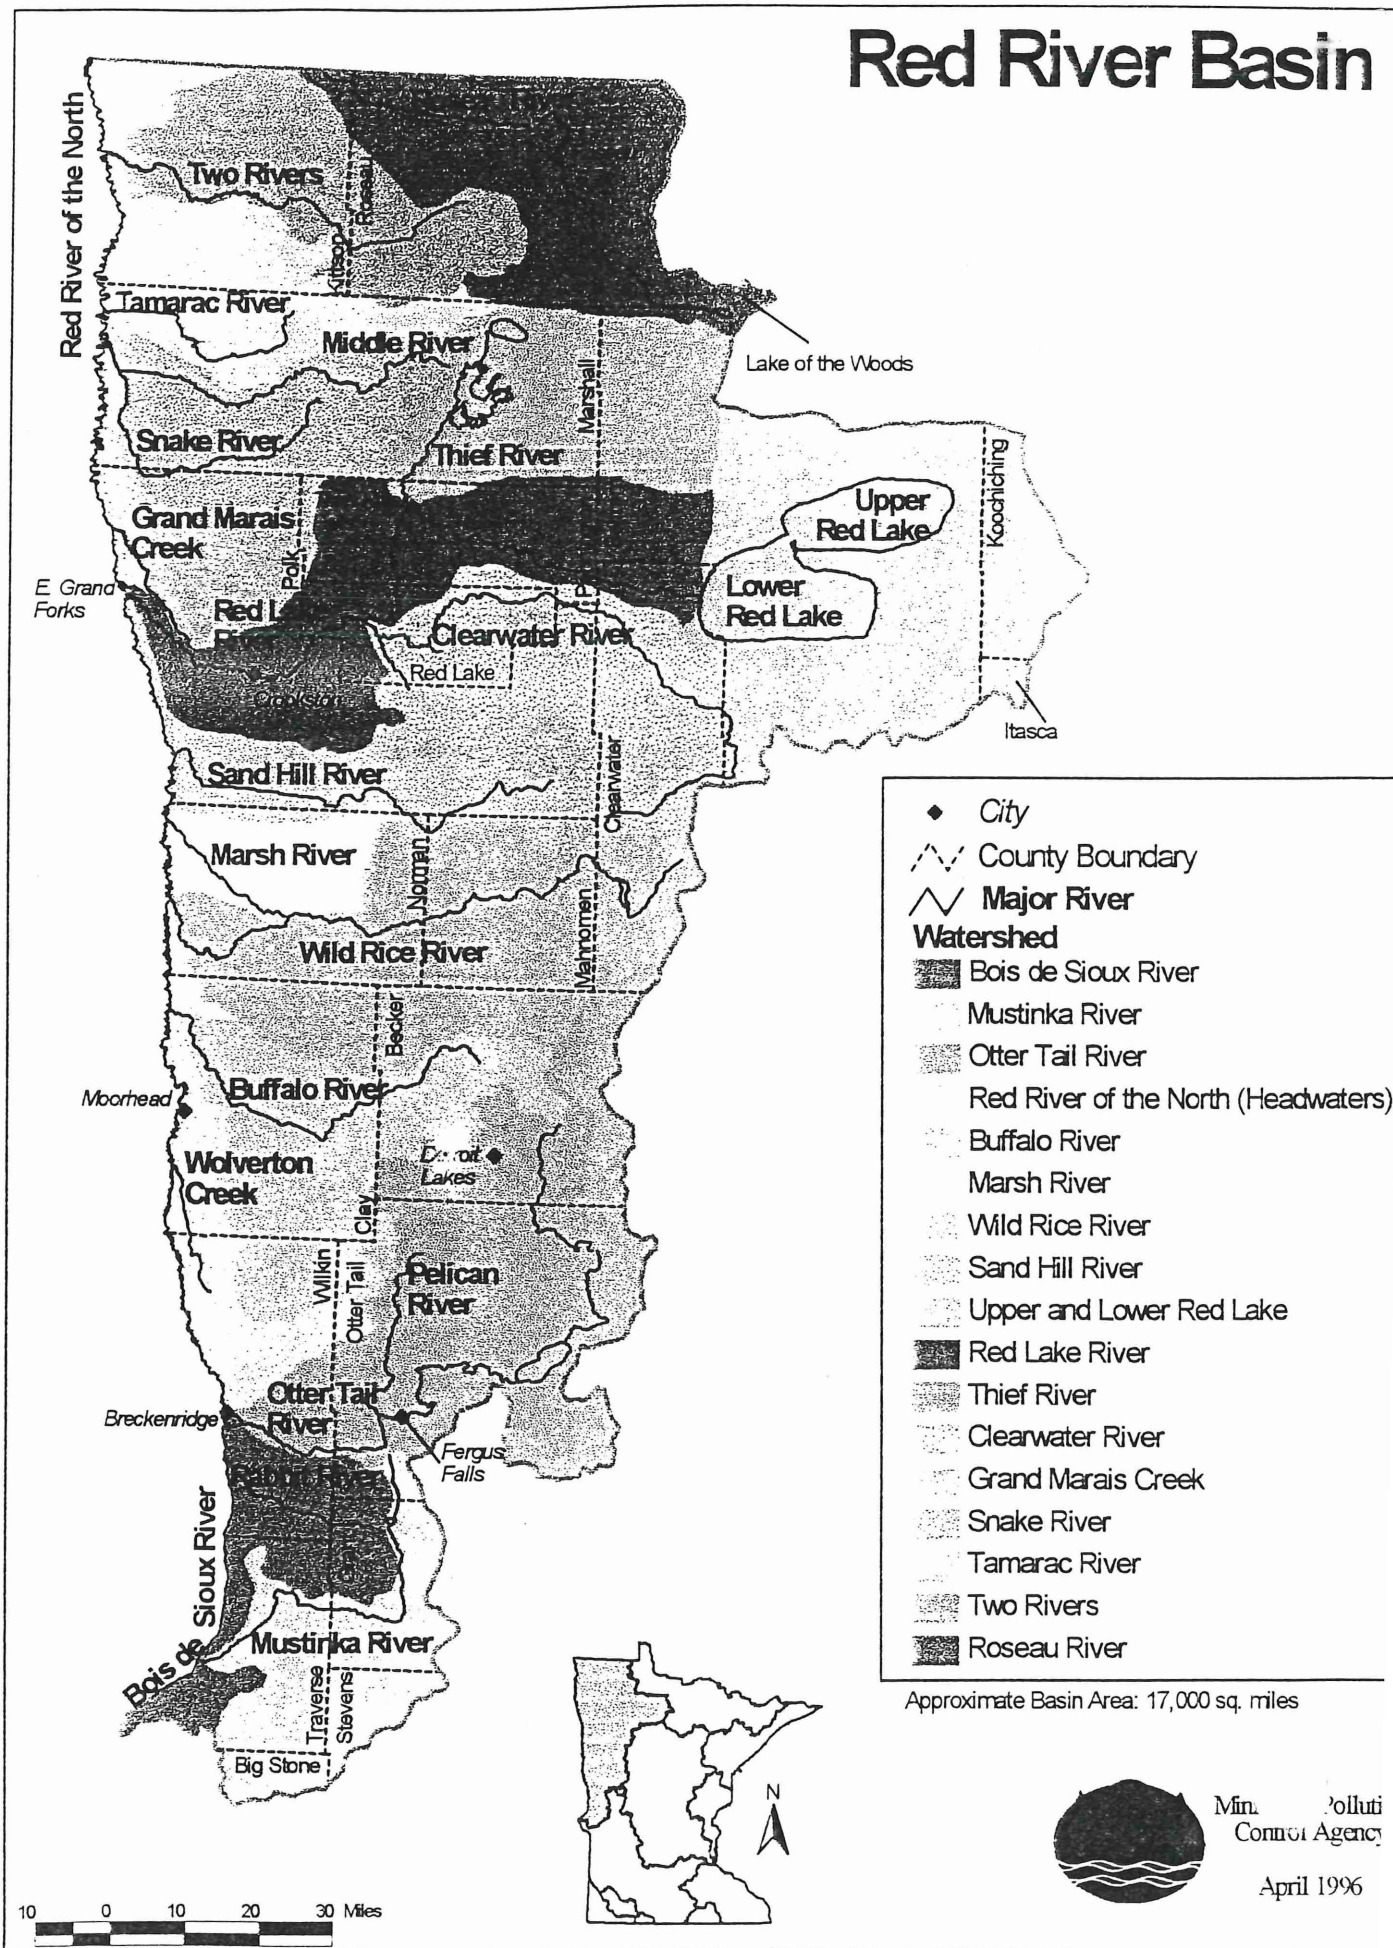 Red River Basin
Red River of the North
Two Rivers
Roseau
Kittson
Tamarac River
Middle River
Lake of the Woods
Marshall
Snake River
Thief River
Koochiching
Upper
Red Lake
Grand Marais
Creek
Polk
E. Grand
Forks
Lower
Red Lake
Red Lake
River
Clearwater River
Red Lake
Crookston
Itasca
Sand Hill River
Clearwater
Marsh River
Norman
Mahnomen
Wild Rice River
Becker
Buffalo River
Moorhead
Wolverton
Creek
Detroit
Lakes
Clay
Wilkin
Otter Tail
Pelican
River
Otter Tail
River
Breckenridge
Fergus
Falls
Rabbit River
Bois de Sioux River
Mustinka River
Traverse
Stevens
Big Stone
City
County Boundary
Major River
Watershed
Bois de Sioux River
Mustinka River
Otter Tail River
Red River of the North (Headwaters)
Buffalo River
Marsh River
Wild Rice River
Sand Hill River
Upper and Lower Red Lake
Red Lake River
Thief River
Clearwater River
Grand Marais Creek
Snake River
Tamarac River
Two Rivers
Roseau River
Approximate Basin Area: 17,000 sq. miles
N
Polluti
Control Agency
April 1996
10 0 10 20 30 Miles